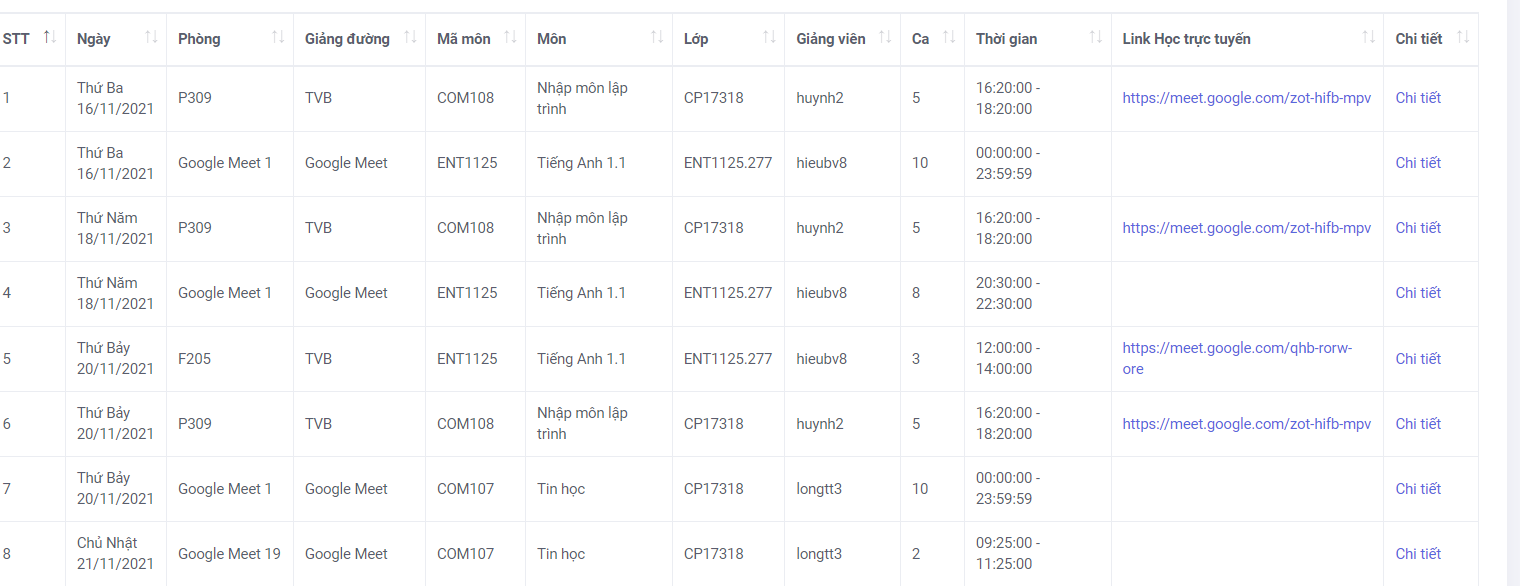 STT Ngày Phòng Giảng đường Mã môn Môn Lớp Giảng viên Ca Thời gian Link Học trực tuyến Chi tiết
1 Thứ Ba 16/11/2021 P309 TVB COM108 Nhập môn lập trình CP17318 huynh2 5 16:20:00 - 18:20:00 https://meet.google.com/zot-hifb-mpv Chi tiết
2 Thứ Ba 16/11/2021 Google Meet 1 Google Meet ENT1125 Tiếng Anh 1.1 ENT1125.277 hieubv8 10 00:00:00 - 23:59:59 Chi tiết
3 Thứ Năm 18/11/2021 P309 TVB COM108 Nhập môn lập trình CP17318 huynh2 5 16:20:00 - 18:20:00 https://meet.google.com/zot-hifb-mpv Chi tiết
4 Thứ Năm 18/11/2021 Google Meet 1 Google Meet ENT1125 Tiếng Anh 1.1 ENT1125.277 hieubv8 8 20:30:00 - 22:30:00 Chi tiết
5 Thứ Bảy 20/11/2021 F205 TVB ENT1125 Tiếng Anh 1.1 ENT1125.277 hieubv8 3 12:00:00 - 14:00:00 https://meet.google.com/qhb-rorw-ore Chi tiết
6 Thứ Bảy 20/11/2021 P309 TVB COM108 Nhập môn lập trình CP17318 huynh2 5 16:20:00 - 18:20:00 https://meet.google.com/zot-hifb-mpv Chi tiết
7 Thứ Bảy 20/11/2021 Google Meet 1 Google Meet COM107 Tin học CP17318 longtt3 10 00:00:00 - 23:59:59 Chi tiết
8 Chủ Nhật 21/11/2021 Google Meet 19 Google Meet COM107 Tin học CP17318 longtt3 2 09:25:00 - 11:25:00 Chi tiết